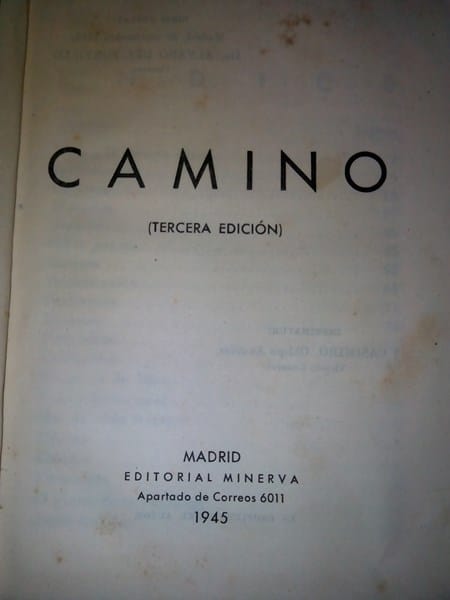 CAMINO
(TERCERA EDICIÓN)
MADRID
EDITORIAL MINERVA
Apartado de Correos 6011
1945